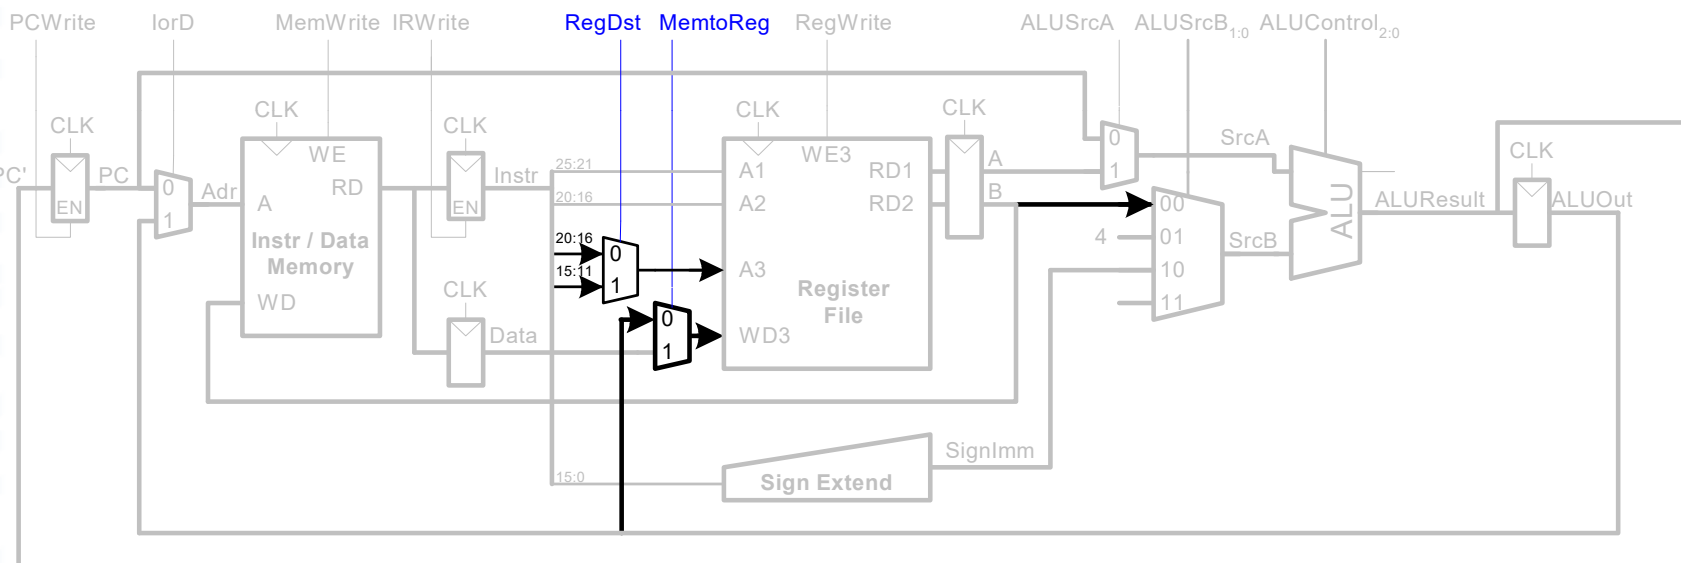 PCWrite IorD MemWrite IRWrite RegDst MemtoReg RegWrite ALUSrcA ALUSrcB1:0 ALUControl2:0
CLK CLK CLK CLK
CLK CLK
0 SrcA CLK
WE WE3
PC' PC 0 RD Instr 25:21 A1 RD1 A 1
EN Adr A EN 20:16 A2 RD2 B 00 ALU ALUResult ALUOut
1
Instr / Data
Memory
20:16 0
4 01 SrcB
15:11 1 A3 10
CLK Register
File
WD 11
Data 0 WD3
1
SignImm
15:0 Sign Extend